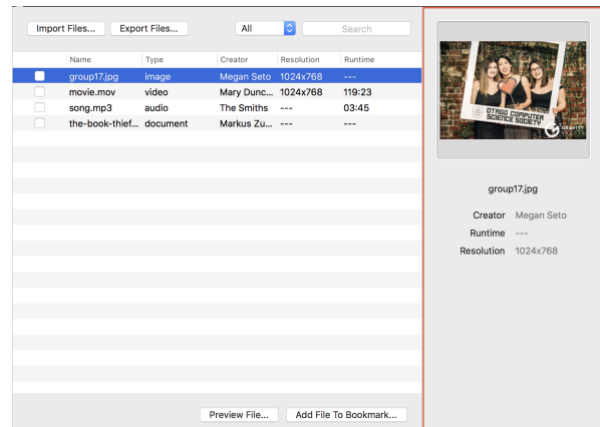 Import Files... Export Files... All Search
Name Type Creator Resolution Runtime
group17.jpg image Megan Seto 1024x768 ---
movie.mov video Mary Dunc... 1024x768 119:23
song.mp3 audio The Smiths --- 03:45
the-book-thief... document Markus Zu... --- ---
Preview File... Add File To Bookmark...
OTAGO COMPUTER
SCIENCE SOCIETY
GRAVITY
group17.jpg
Creator Megan Seto
Runtime ---
Resolution 1024x768